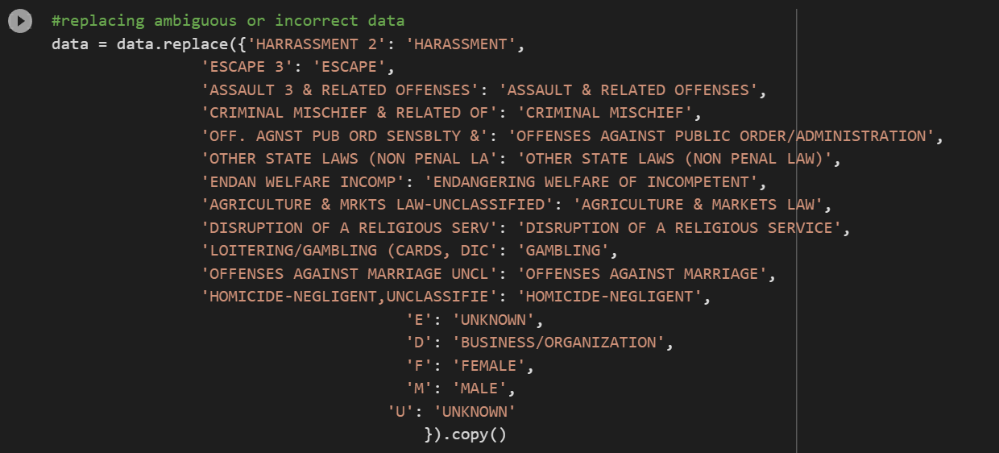 #replacing ambiguous or incorrect data
data = data.replace({'HARRASSMENT 2': 'HARASSMENT',
'ESCAPE 3': 'ESCAPE',
'ASSAULT 3 & RELATED OFFENSES': 'ASSAULT & RELATED OFFENSES',
'CRIMINAL MISCHIEF & RELATED OF': 'CRIMINAL MISCHIEF',
'OFF. AGNST PUB ORD SENSBLTY &': 'OFFENSES AGAINST PUBLIC ORDER/ADMINISTRATION',
'OTHER STATE LAWS (NON PENAL LA': 'OTHER STATE LAWS (NON PENAL LAW)',
'ENDAN WELFARE INCOMP': 'ENDANGERING WELFARE OF INCOMPETENT',
'AGRICULTURE & MRKTS LAW-UNCLASSIFIED': 'AGRICULTURE & MARKETS LAW',
'DISRUPTION OF A RELIGIOUS SERV': 'DISRUPTION OF A RELIGIOUS SERVICE',
'LOITERING/GAMBLING (CARDS, DIC': 'GAMBLING',
'OFFENSES AGAINST MARRIAGE UNCL': 'OFFENSES AGAINST MARRIAGE',
'HOMICIDE-NEGLIGENT,UNCLASSIFIE': 'HOMICIDE-NEGLIGENT',
'E': 'UNKNOWN',
'D': 'BUSINESS/ORGANIZATION',
'F': 'FEMALE',
'M': 'MALE',
'U': 'UNKNOWN'
}).copy()